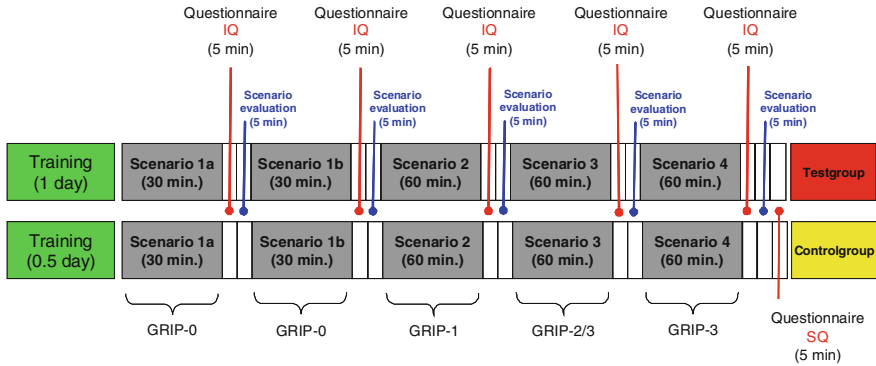 Questionnaire Questionnaire Questionnaire Questionnaire Questionnaire
IQ IQ IQ IQ IQ
(5 min) (5 min) (5 min) (5 min) (5 min)
Scenario Scenario Scenario Scenario Scenario
evaluation evaluation evaluation evaluation evaluation
(5 min) (5 min) (5 min) (5 min) (5 min)
Training Scenario 1a Scenario 1b Scenario 2 Scenario 3 Scenario 4 Testgroup
(1 day) (30 min.) (30 min.) (60 min.) (60 min.) (60 min.)
Training Scenario 1a Scenario 1b Scenario 2 Scenario 3 Scenario 4 Controlgroup
(0.5 day) (30 min.) (30 min.) (60 min.) (60 min.) (60 min.)
GRIP-0 GRIP-0 GRIP-1 GRIP-2/3 GRIP-3
Questionnaire
SQ
(5 min)